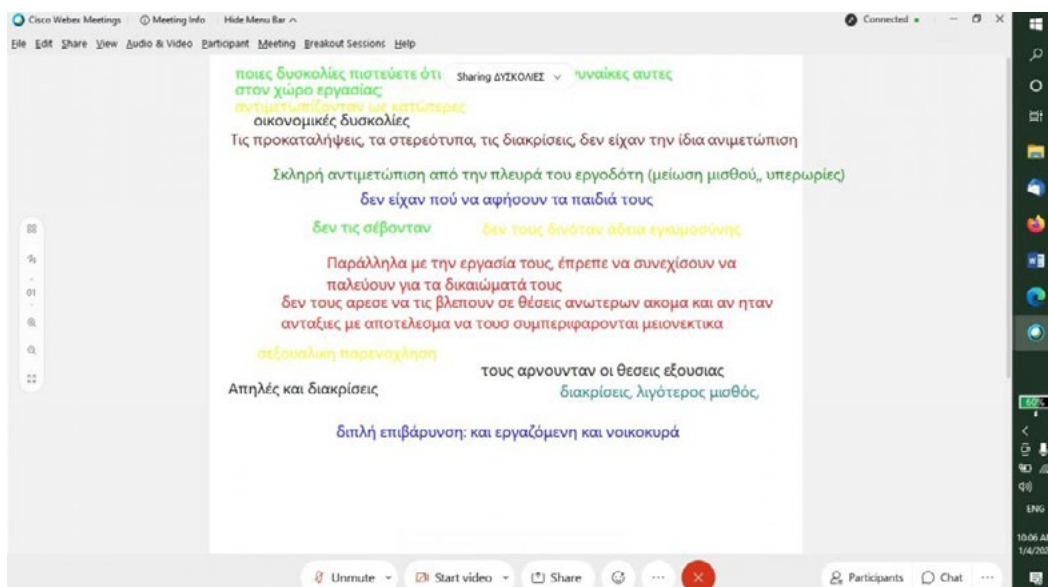 Cisco Webex Meetings Meeting Info Hide Menu Bar
Connected
File Edit Share View Audio & Video Participant Meeting Breakout Sessions Help
Sharing ΔΥΣΚΟΛΙΕΣ
ποιες δυσκολίες πιστεύετε ότι υναίκες αυτες
στον χώρο εργασίας;
αντιμετωπίζονταν ως κατώτερες
οικονομικές δυσκολίες
Τις προκαταλήψεις, τα στερεότυπα, τις διακρίσεις, δεν είχαν την ίδια ανιμετώπιση
Σκληρή αντιμετώπιση από την πλευρά του εργοδότη (μείωση μισθού,, υπερωρίες)
δεν είχαν πού να αφήσουν τα παιδιά τους
δεν τις σέβονταν δεν τους δινόταν άδεια εγκυμοσύνης
Παράλληλα με την εργασία τους, έπρεπε να συνεχίσουν να
παλεύουν για τα δικαιώματά τους
δεν τους αρεσε να τις βλεπουν σε θέσεις ανωτερων ακομα και αν ηταν
ανταξιες με αποτελεσμα να τουσ συμπεριφαρονται μειονεκτικα
σεξουαλικη παρενοχληση
τους αρνουνταν οι θεσεις εξουσιας
Απηλές και διακρίσεις
διακρίσεις, λιγότερος μισθός,
διπλή επιβάρυνση: και εργαζόμενη και νοικοκυρά
01
60%
ENG
10:06
Unmute Start video Share Participants Chat